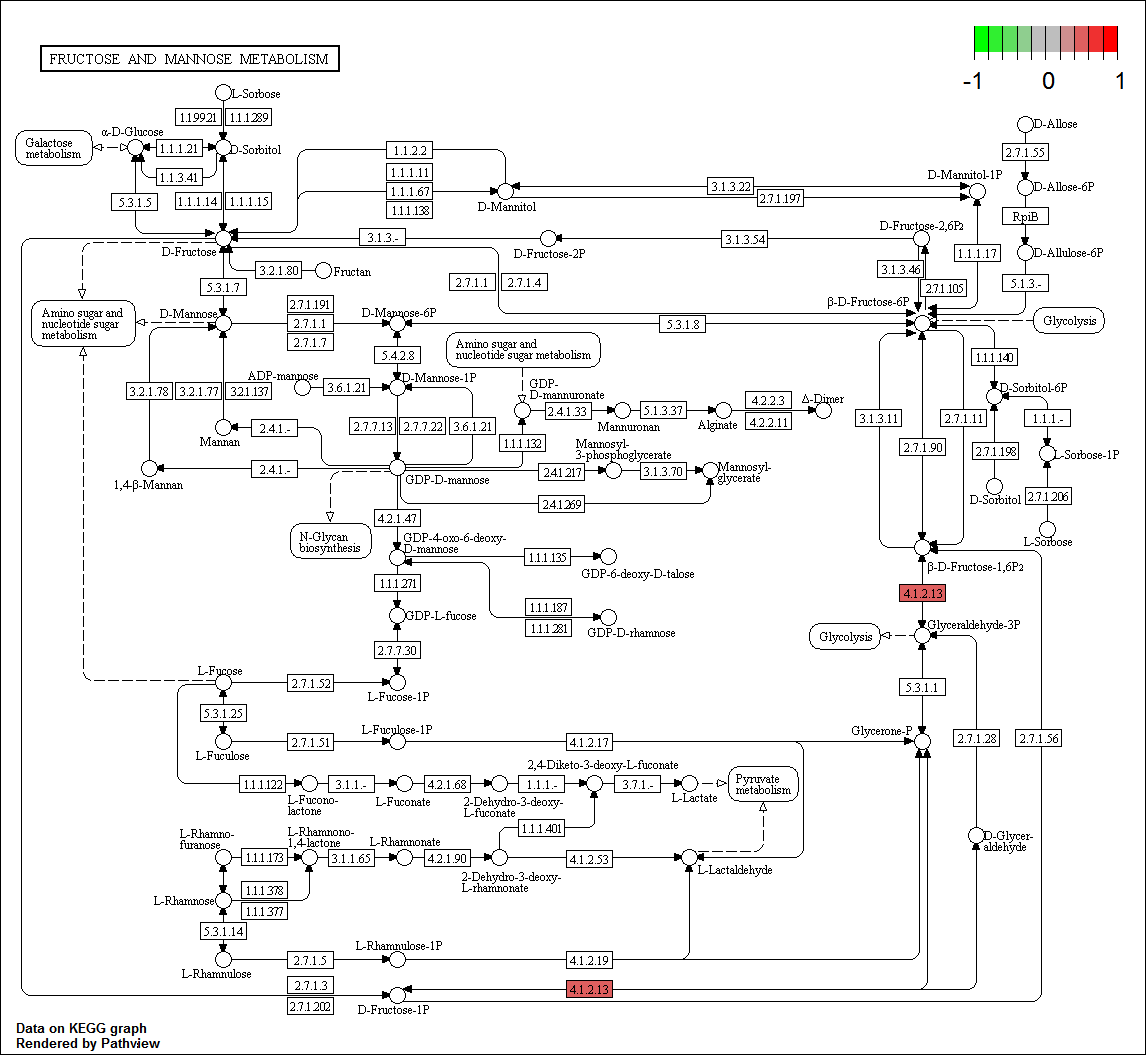 FRUCTOSE AND MANNOSE METABOLISM
-1
0
1
L-Sorbose
1.1.99.21
1.1.1.289
α-D-Glucose
Galactose
metabolism
1.1.1.21
D-Sorbitol
1.1.3.41
5.3.1.5
1.1.1.14
1.1.1.15
1.1.2.2
1.1.1.11
1.1.1.67
1.1.1.138
D-Mannitol
3.1.3.22
2.7.1.197
D-Mannitol-1P
D-Allose
2.7.1.55
D-Allose-6P
RpiB
D-Allulose-6P
5.1.3.-
D-Fructose
3.1.3.-
D-Fructose-2P
3.1.3.54
D-Fructose-2,6P2
1.1.1.17
3.1.3.46
2.7.1.105
3.2.1.80
Fructan
5.3.1.7
2.7.1.1
2.7.1.4
β-D-Fructose-6P
Amino sugar and
nucleotide sugar
metabolism
D-Mannose
2.7.1.191
2.7.1.1
2.7.1.7
D-Mannose-6P
5.3.1.8
Glycolysis
5.4.2.8
Amino sugar and
nucleotide sugar metabolism
1.1.1.140
ADP-mannose
3.6.1.21
D-Mannose-1P
GDP-
D-mannuronate
D-Sorbitol-6P
3.2.1.78
3.2.1.77
3.2.1.137
2.4.1.33
Mannuronan
5.1.3.37
Alginate
4.2.2.3
4.2.2.11
Δ-Dimer
3.1.3.11
2.7.1.11
1.1.1.-
Mannan
2.4.1.-
2.7.7.13
2.7.7.22
3.6.1.21
1.1.1.132
2.7.1.90
2.7.1.198
L-Sorbose-1P
1,4-β-Mannan
2.4.1.-
GDP-D-mannose
2.4.1.217
Mannosyl-
3-phosphoglycerate
3.1.3.70
Mannosyl-
glycerate
D-Sorbitol
2.7.1.206
2.4.1.269
L-Sorbose
4.2.1.47
N-Glycan
biosynthesis
GDP-4-oxo-6-deoxy-
D-mannose
1.1.1.135
GDP-6-deoxy-D-talose
β-D-Fructose-1,6P2
1.1.1.271
4.1.2.13
GDP-L-fucose
1.1.1.187
1.1.1.281
GDP-D-rhamnose
Glycolysis
Glyceraldehyde-3P
2.7.7.30
L-Fucose
2.7.1.52
L-Fucose-1P
5.3.1.1
5.3.1.25
L-Fuculose
2.7.1.51
L-Fuculose-1P
4.1.2.17
Glycerone-P
2.7.1.28
2.7.1.56
1.1.1.122
L-Fucono-
lactone
3.1.1.-
L-Fuconate
4.2.1.68
2-Dehydro-3-deoxy-
L-fuconate
1.1.1.-
2,4-Diketo-3-deoxy-L-fuconate
3.7.1.-
L-Lactate
Pyruvate
metabolism
1.1.1.401
L-Rhamno-
furanose
1.1.1.173
L-Rhamnono-
1,4-lactone
3.1.1.65
L-Rhamnonate
4.2.1.90
2-Dehydro-3-deoxy-
L-rhamnonate
4.1.2.53
L-Lactaldehyde
D-Glycer-
aldehyde
L-Rhamnose
1.1.1.378
1.1.1.377
5.3.1.14
L-Rhamnulose
2.7.1.5
L-Rhamnulose-1P
4.1.2.19
2.7.1.3
2.7.1.202
D-Fructose-1P
4.1.2.13
Data on KEGG graph
Rendered by Pathview